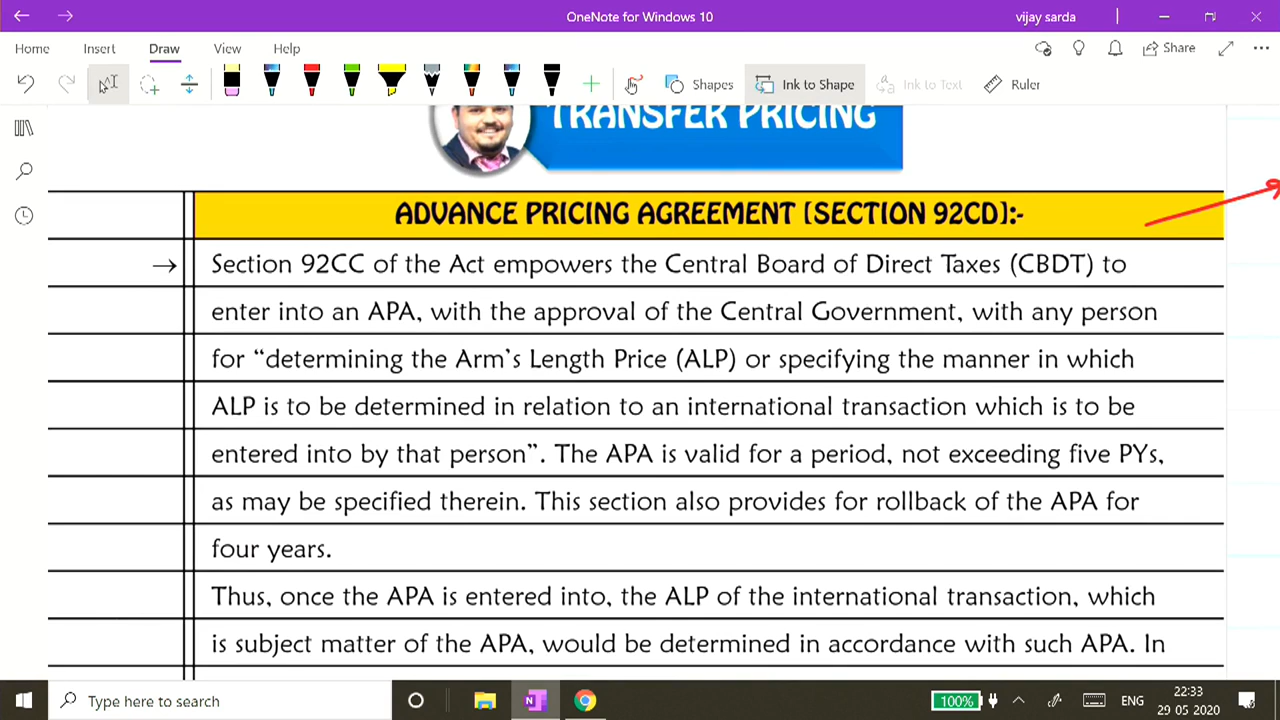 OneNote for Windows 10
vijay sarda
Home Insert Draw View Help
Share
Shapes Ink to Shape Ink to Text Ruler
TRANSFER PRICING
ADVANCE PRICING AGREEMENT [SECTION 92CD]:-
→ Section 92CC of the Act empowers the Central Board of Direct Taxes (CBDT) to
enter into an APA, with the approval of the Central Government, with any person
for “determining the Arm’s Length Price (ALP) or specifying the manner in which
ALP is to be determined in relation to an international transaction which is to be
entered into by that person”. The APA is valid for a period, not exceeding five PYs,
as may be specified therein. This section also provides for rollback of the APA for
four years.
Thus, once the APA is entered into, the ALP of the international transaction, which
is subject matter of the APA, would be determined in accordance with such APA. In
Type here to search
100%
ENG
22:33
29-05-2020